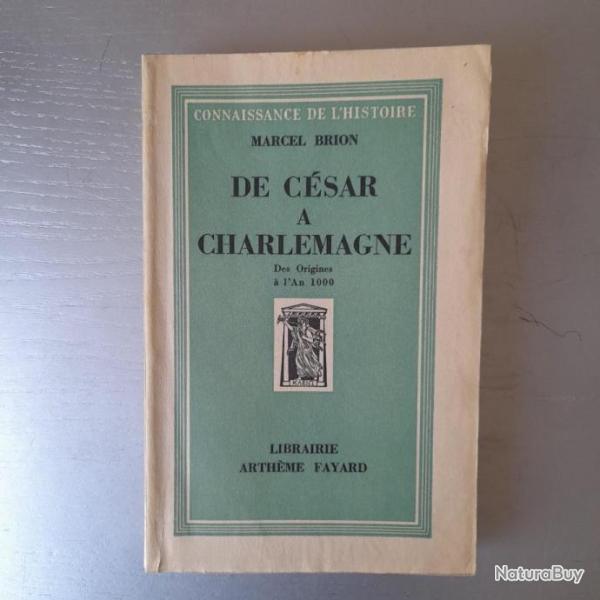 CONNAISSANCE DE L'HISTOIRE
MARCEL BRION
DE CÉSAR
A
CHARLEMAGNE
Des Origines
à l'An 1000
LIBRAIRIE
ARTHÈME FAYARD
NaturaBuy